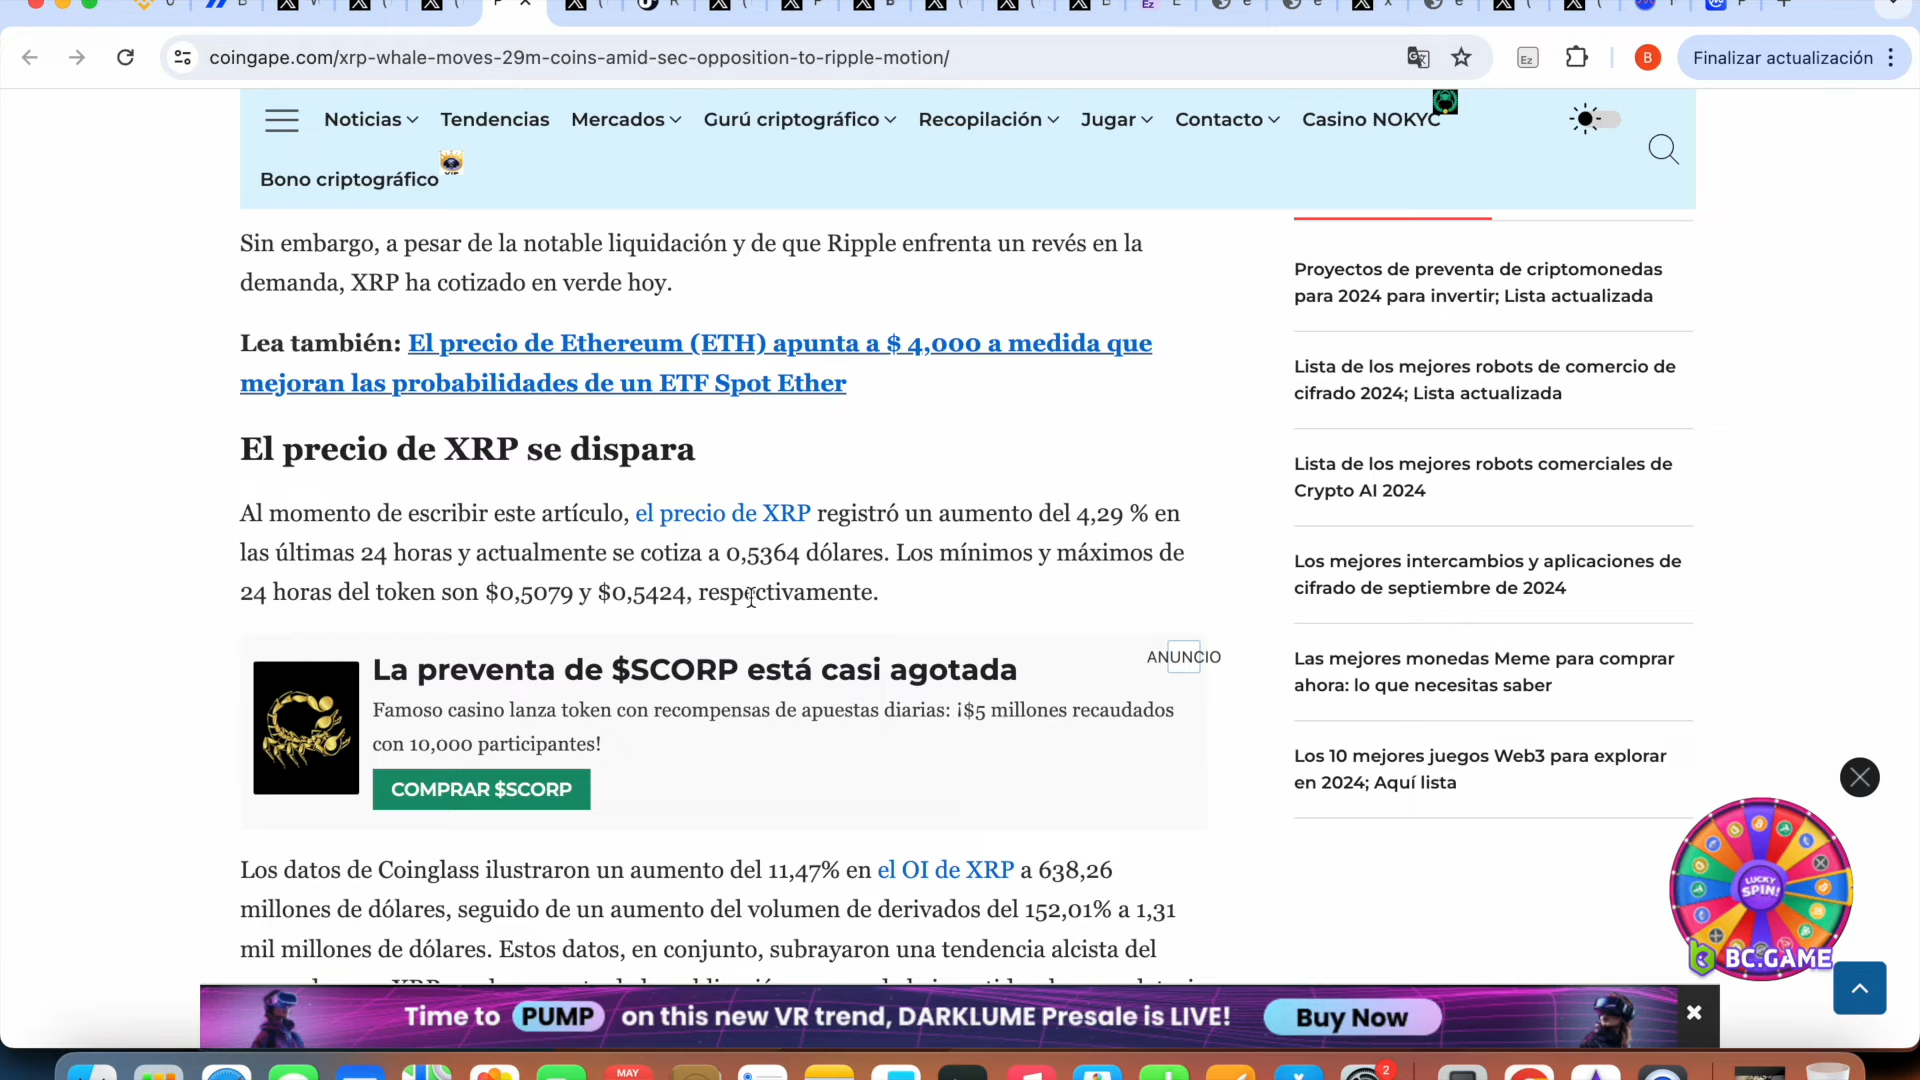 coingape.com/xrp-whale-moves-29m-coins-amid-sec-opposition-to-ripple-motion/
Ez
B
Finalizar actualización
Noticias
Tendencias
Mercados
Gurú criptográfico
Recopilación
Jugar
Contacto
Casino NOKYC
Bono criptográfico
VIP
Sin embargo, a pesar de la notable liquidación y de que Ripple enfrenta un revés en la
demanda, XRP ha cotizado en verde hoy.
Lea también: El precio de Ethereum (ETH) apunta a $ 4,000 a medida que
mejoran las probabilidades de un ETF Spot Ether
El precio de XRP se dispara
Al momento de escribir este artículo, el precio de XRP registró un aumento del 4,29 % en
las últimas 24 horas y actualmente se cotiza a 0,5364 dólares. Los mínimos y máximos de
24 horas del token son $0,5079 y $0,5424, respectivamente.
ANUNCIO
La preventa de $SCORP está casi agotada
Famoso casino lanza token con recompensas de apuestas diarias: ¡$5 millones recaudados
con 10,000 participantes!
COMPRAR $SCORP
Los datos de Coinglass ilustraron un aumento del 11,47% en el OI de XRP a 638,26
millones de dólares, seguido de un aumento del volumen de derivados del 152,01% a 1,31
mil millones de dólares. Estos datos, en conjunto, subrayaron una tendencia alcista del
Proyectos de preventa de criptomonedas
para 2024 para invertir; Lista actualizada
Lista de los mejores robots de comercio de
cifrado 2024; Lista actualizada
Lista de los mejores robots comerciales de
Crypto AI 2024
Los mejores intercambios y aplicaciones de
cifrado de septiembre de 2024
Las mejores monedas Meme para comprar
ahora: lo que necesitas saber
Los 10 mejores juegos Web3 para explorar
en 2024; Aquí lista
LUCKY
SPIN!
BC.GAME
Time to PUMP on this new VR trend, DARKLUME Presale is LIVE!
Buy Now
MAY
2